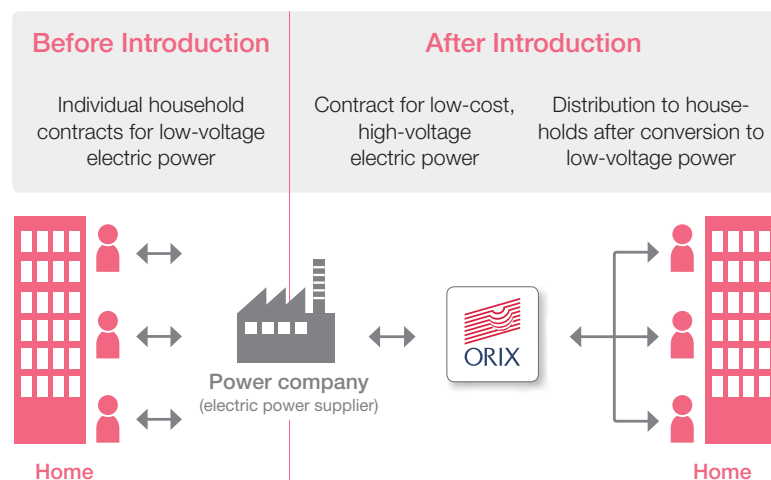 Before Introduction
After Introduction
Individual household
contracts for low-voltage
electric power
Contract for low-cost,
high-voltage
electric power
Distribution to house-
holds after conversion to
low-voltage power
ORIX
Power company
(electric power supplier)
Home
Home